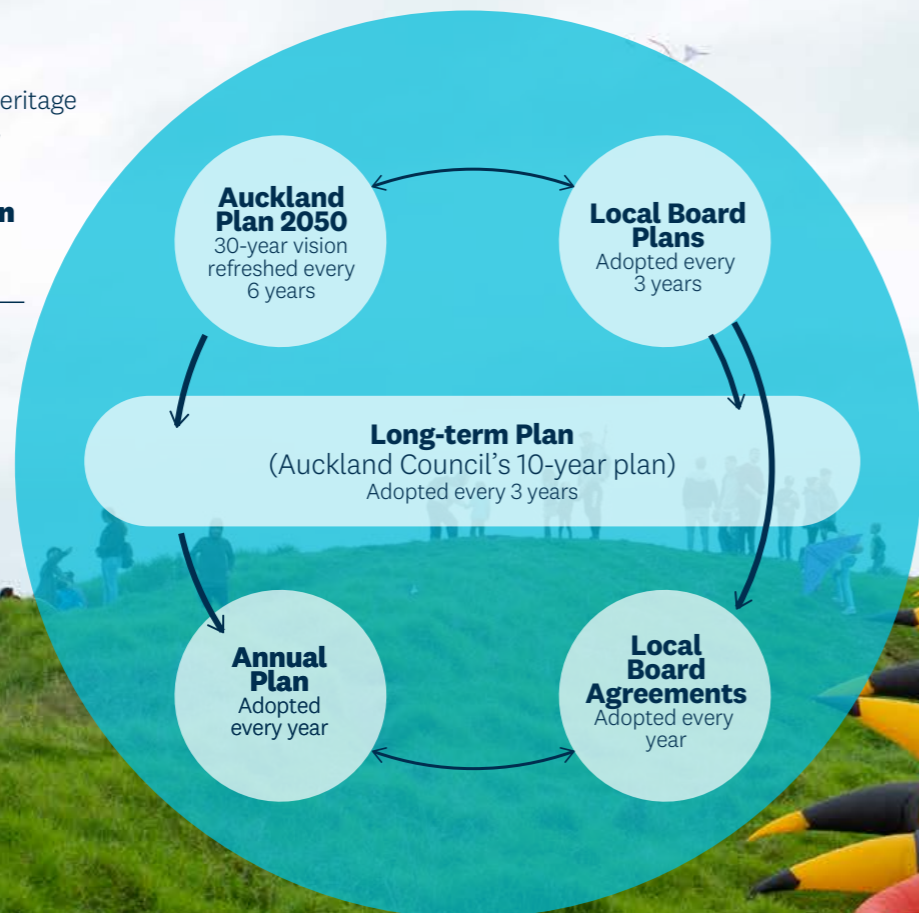 eritage
n
Auckland
Plan 2050
30-year vision
refreshed every
6 years
Local Board
Plans
Adopted every
3 years
Long-term Plan
(Auckland Council’s 10-year plan)
Adopted every 3 years
Annual
Plan
Adopted
every year
Local
Board
Agreements
Adopted every
year